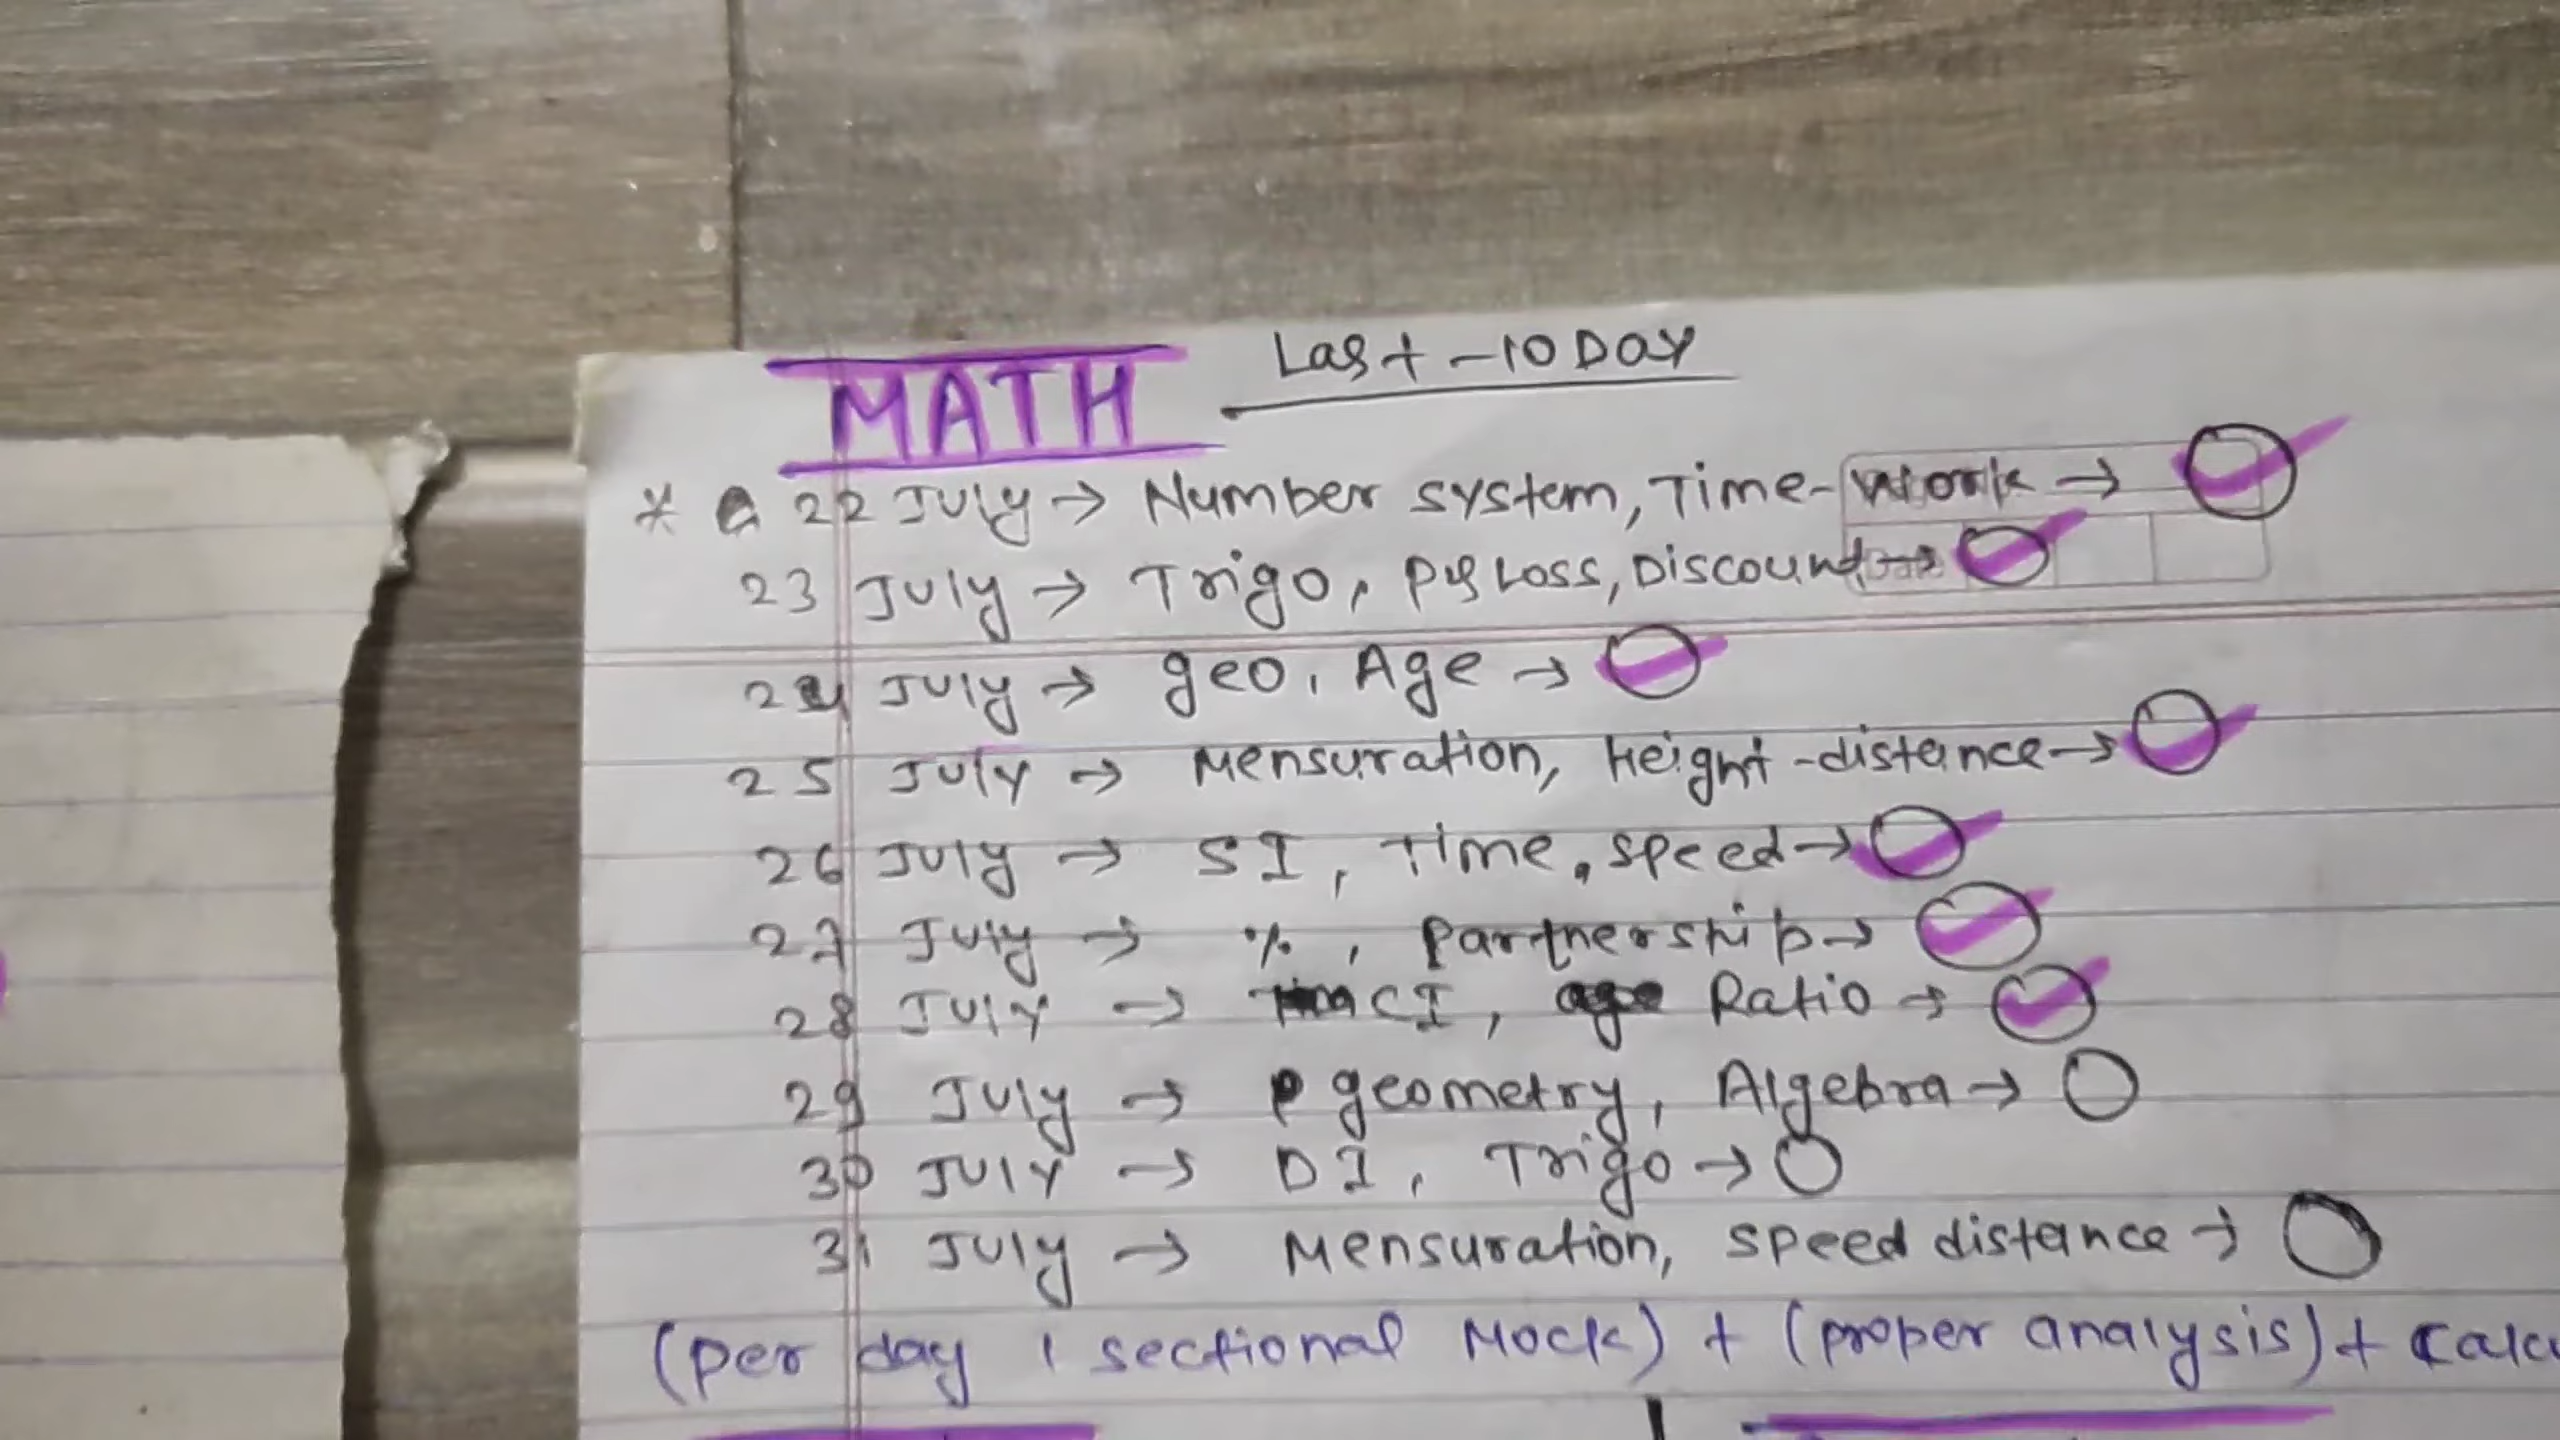 MATH Last -10 DAY
* 22 July → Number system, Time-Work →
23 July → Trigo, P& Loss, Discount →
24 July → geo, Age →
25 July → Mensuration, Height-distance →
26 July → SI, Time, speed →
27 July → %, Partnership →
28 July → CI, Ratio →
29 July → geometry, Algebra →
30 July → DI, Trigo →
31 July → Mensuration, speed distance →
(per day 1 sectional Mock) + (proper analysis) + Calcu